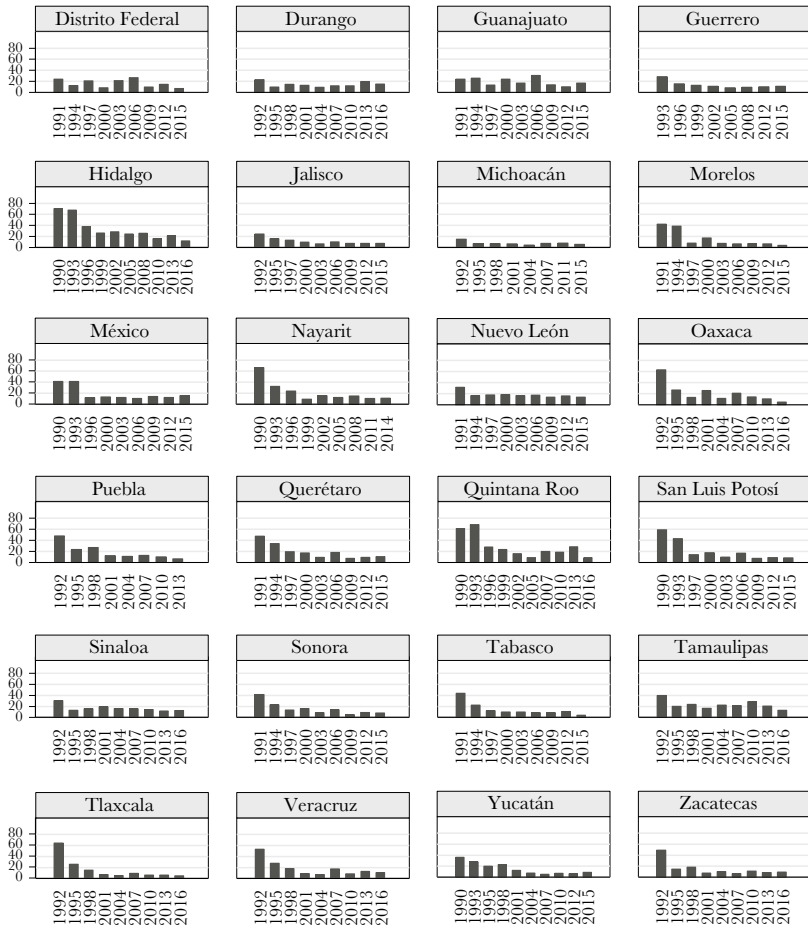 Distrito Federal Durango Guanajuato Guerrero
80
60
40
20
0
1991 1994 1997 2000 2003 2006 2009 2012 2015 1992 1995 1998 2001 2004 2007 2010 2013 2016 1991 1994 1997 2000 2003 2006 2009 2012 2015 1993 1996 1999 2002 2005 2008 2012 2015
Hidalgo Jalisco Michoacán Morelos
80
60
40
20
0
1990 1993 1996 1999 2002 2005 2008 2010 2013 2016 1992 1995 1997 2000 2003 2006 2009 2012 2015 1992 1995 1998 2001 2004 2007 2011 2015 1991 1994 1997 2000 2003 2006 2009 2012 2015
México Nayarit Nuevo León Oaxaca
80
60
40
20
0
1990 1993 1996 2000 2003 2006 2009 2012 2015 1990 1993 1996 1999 2002 2005 2008 2011 2014 1991 1994 1997 2000 2003 2006 2009 2012 2015 1992 1995 1998 2001 2004 2007 2010 2013 2016
Puebla Querétaro Quintana Roo San Luis Potosí
80
60
40
20
0
1992 1995 1998 2001 2004 2007 2010 2013 1991 1994 1997 2000 2003 2006 2009 2012 2015 1990 1993 1996 1999 2002 2005 2008 2010 2013 2016 1990 1993 1997 2000 2003 2006 2009 2012 2015
Sinaloa Sonora Tabasco Tamaulipas
80
60
40
20
0
1992 1995 1998 2001 2004 2007 2010 2013 2016 1991 1994 1997 2000 2003 2006 2009 2012 2015 1991 1994 1997 2000 2003 2006 2009 2012 2015 1992 1995 1998 2001 2004 2007 2010 2013 2016
Tlaxcala Veracruz Yucatán Zacatecas
80
60
40
20
0
1992 1995 1998 2001 2004 2007 2010 2013 2016 1992 1995 1998 2001 2004 2007 2010 2013 2016 1990 1993 1995 1998 2001 2004 2007 2010 2012 2015 1992 1995 1998 2001 2004 2007 2010 2013 2016